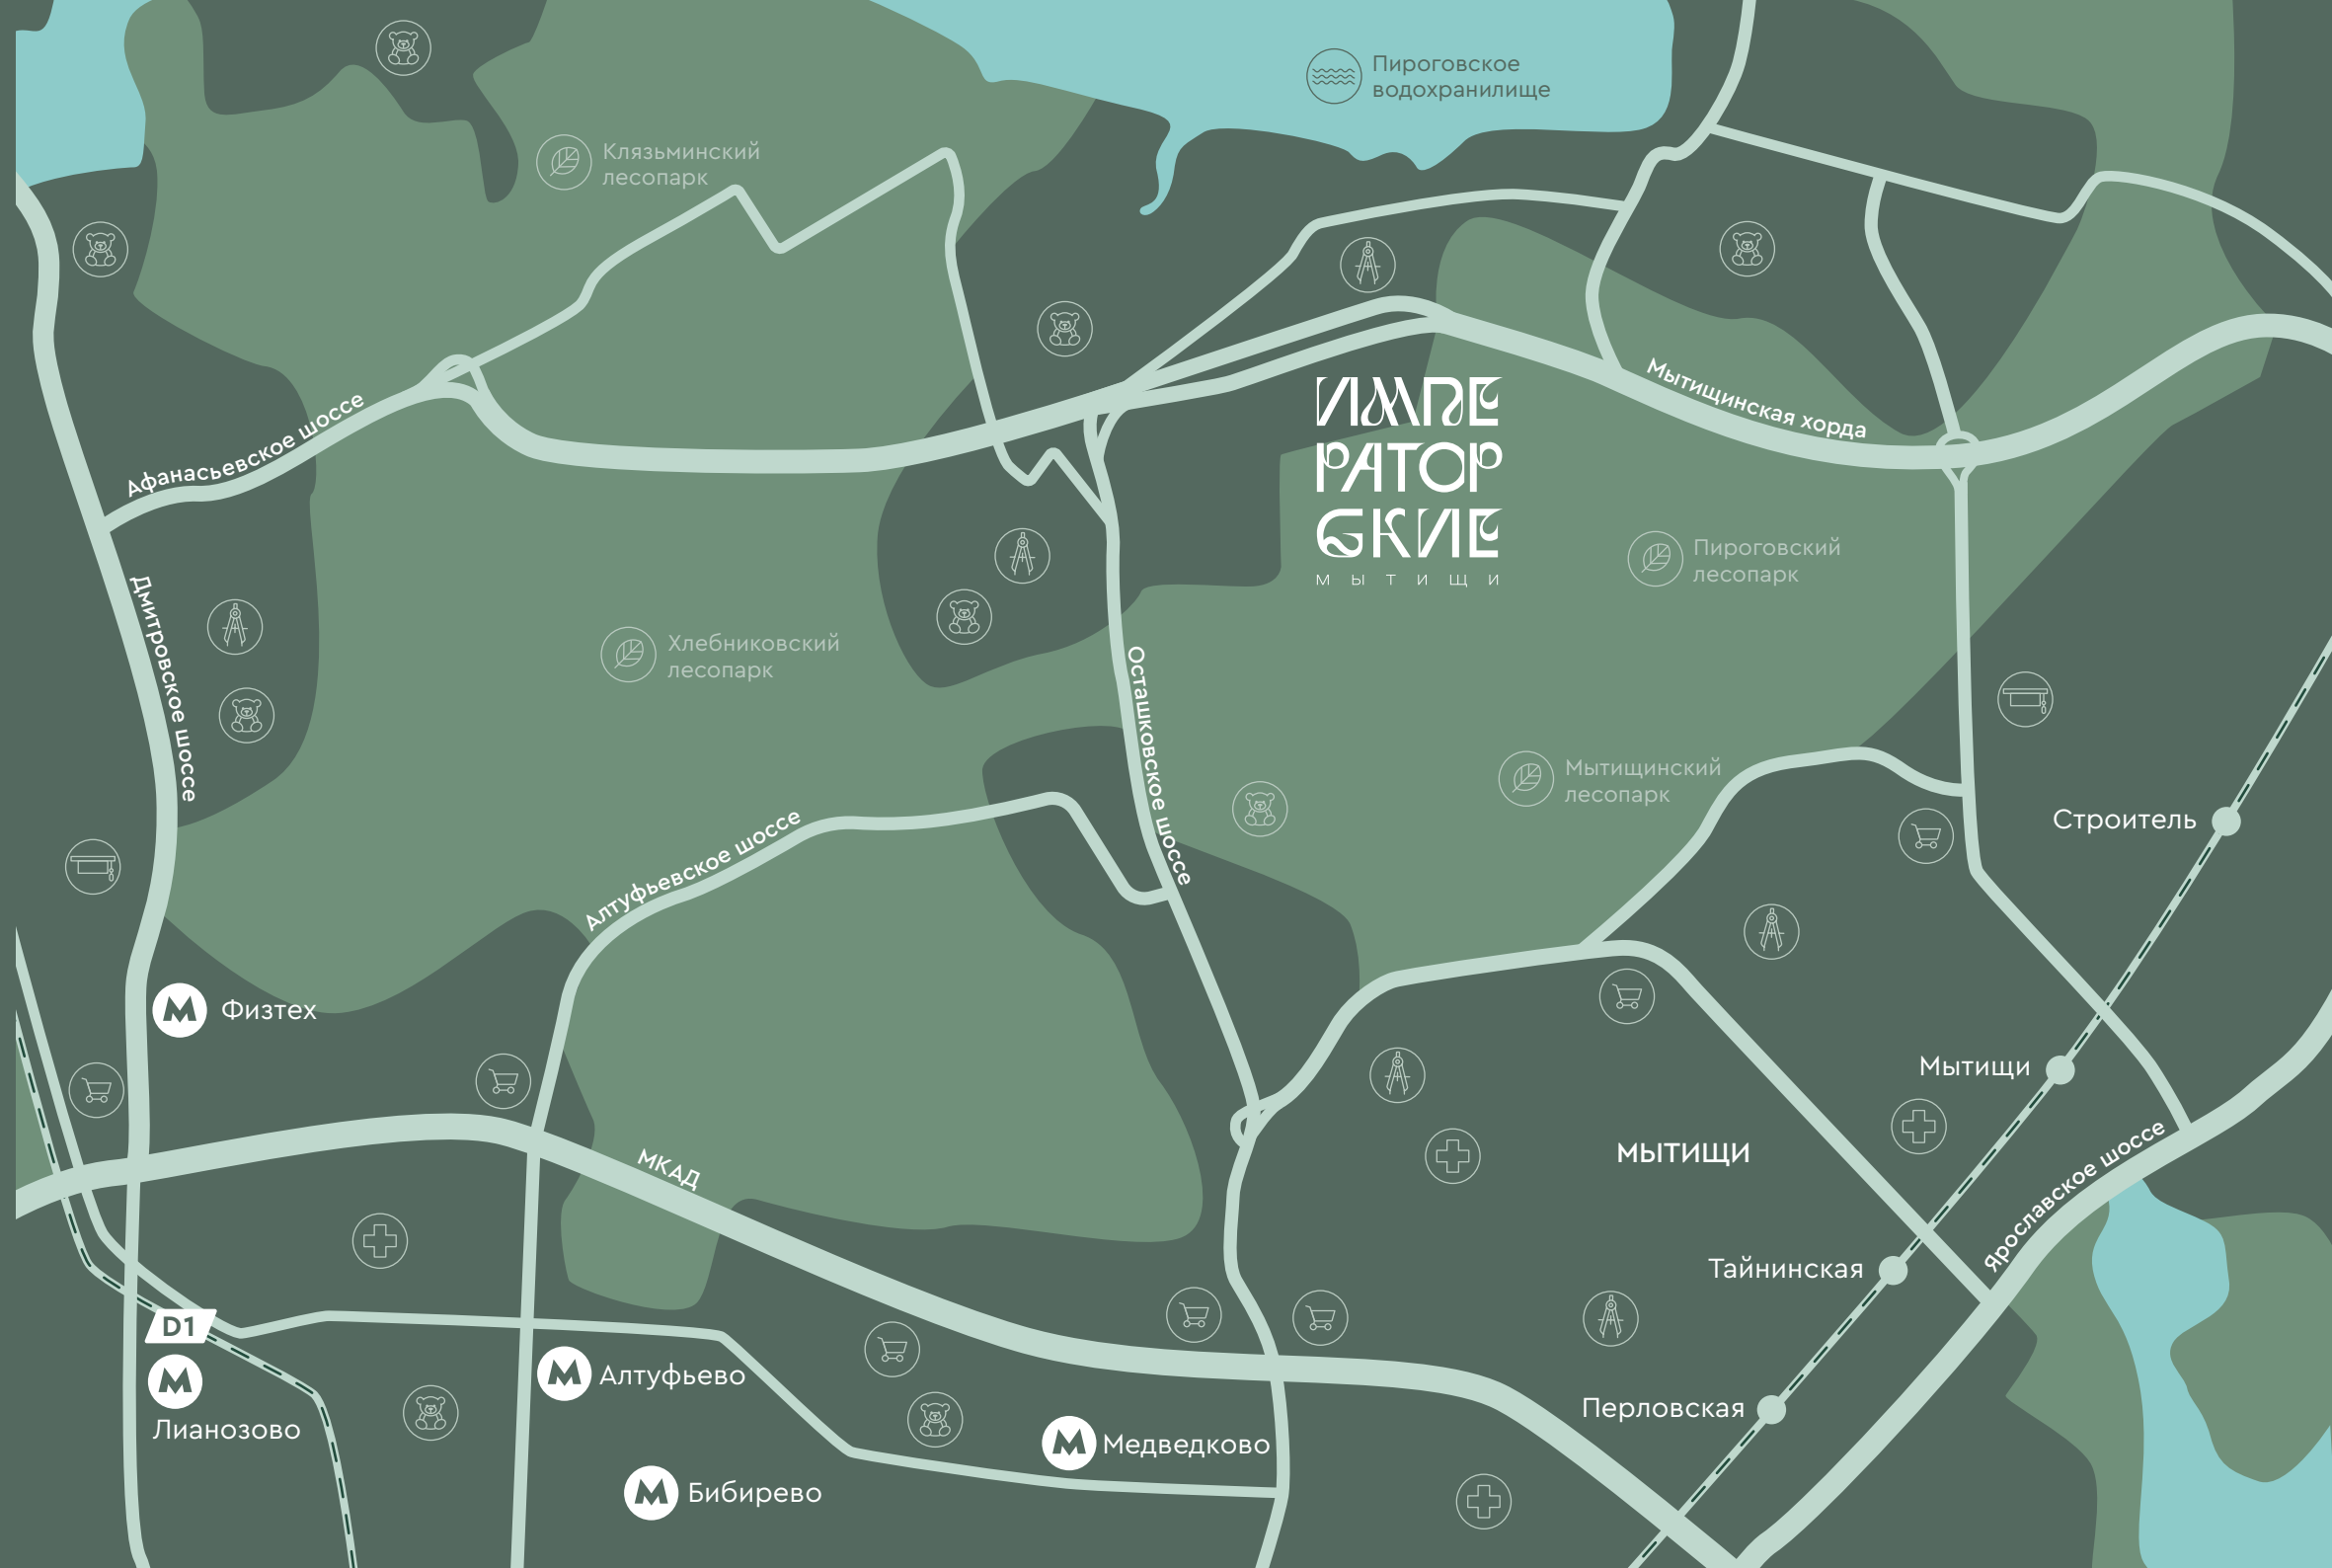 Пироговское
водохранилище
Клязьминский
лесопарк
Мытищинская хорда
ИМПЕ
РАТОР
СКИЕ
МЫТИЩИ
Афанасьевское шоссе
Пироговский
лесопарк
Дмитровское шоссе
Хлебниковский
лесопарк
Осташковское шоссе
Мытищинский
лесопарк
Строитель
Алтуфьевское шоссе
Физтех
Мытищи
МКАД
МЫТИЩИ
Ярославское шоссе
Тайнинская
D1
М
Алтуфьево
Лианозово
Перловская
Медведково
Бибирево